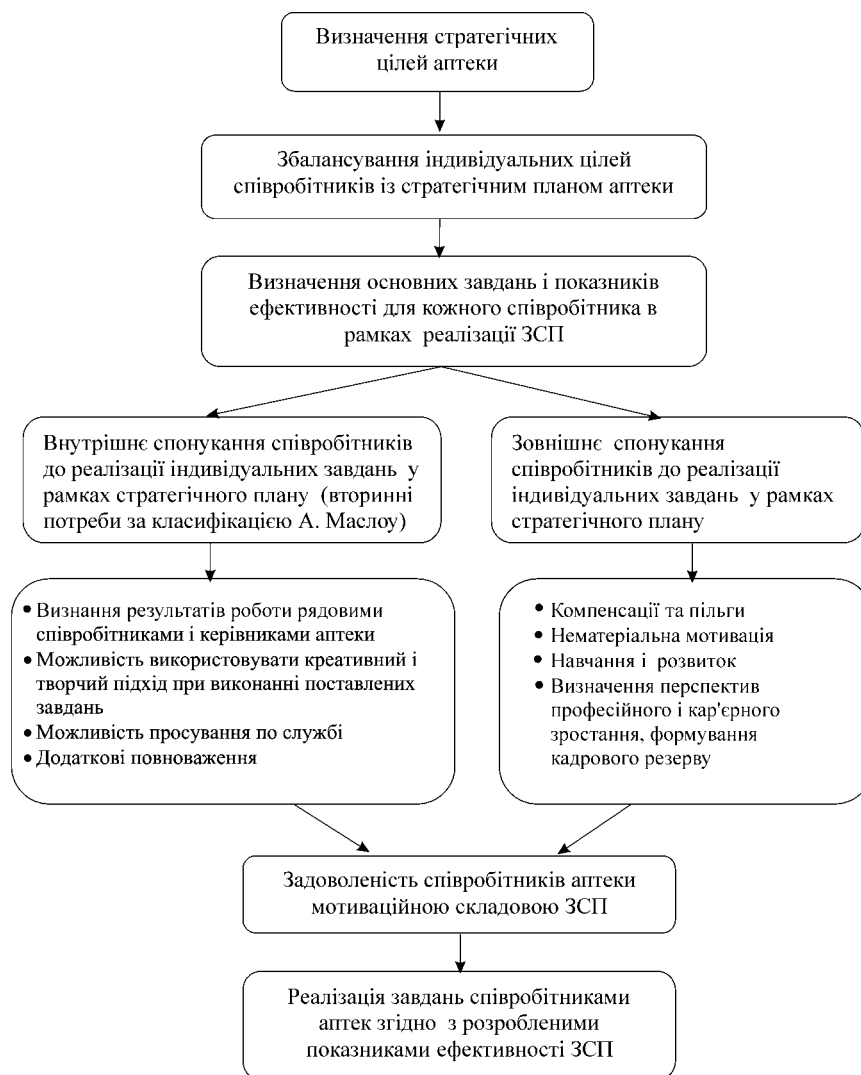 Визначення стратегічних
цілей аптеки
Збалансування індивідуальних цілей
співробітників із стратегічним планом аптеки
Визначення основних завдань і показників
ефективності для кожного співробітника в
рамках реалізації ЗСП
Внутрішнє спонукання співробітників
до реалізації індивідуальних завдань у
рамках стратегічного плану (вторинні
потреби за класифікацією А. Маслоу)
Зовнішнє спонукання
співробітників до реалізації
індивідуальних завдань у рамках
стратегічного плану
• Визнання результатів роботи рядовими
співробітниками і керівниками аптеки
• Можливість використовувати креативний і
творчий підхід при виконанні поставлених
завдань
• Можливість просування по службі
• Додаткові повноваження
• Компенсації та пільги
• Нематеріальна мотивація
• Навчання і розвиток
• Визначення перспектив
професійного і кар'єрного
зростання, формування
кадрового резерву
Задоволеність співробітників аптеки
мотиваційною складовою ЗСП
Реалізація завдань співробітниками
аптек згідно з розробленими
показниками ефективності ЗСП